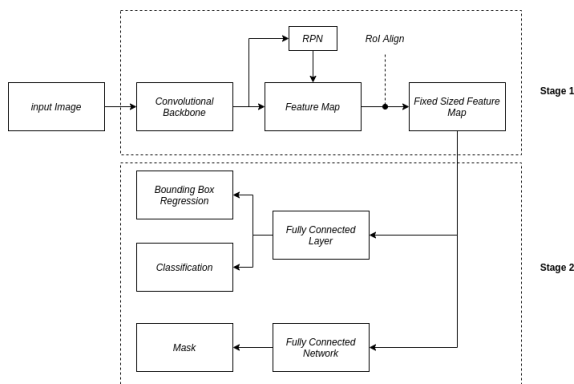 RPN
RoI Align
input Image
Convolutional
Backbone
Feature Map
Fixed Sized Feature
Map
Stage 1
Bounding Box
Regression
Fully Connected
Layer
Classification
Stage 2
Mask
Fully Connected
Network